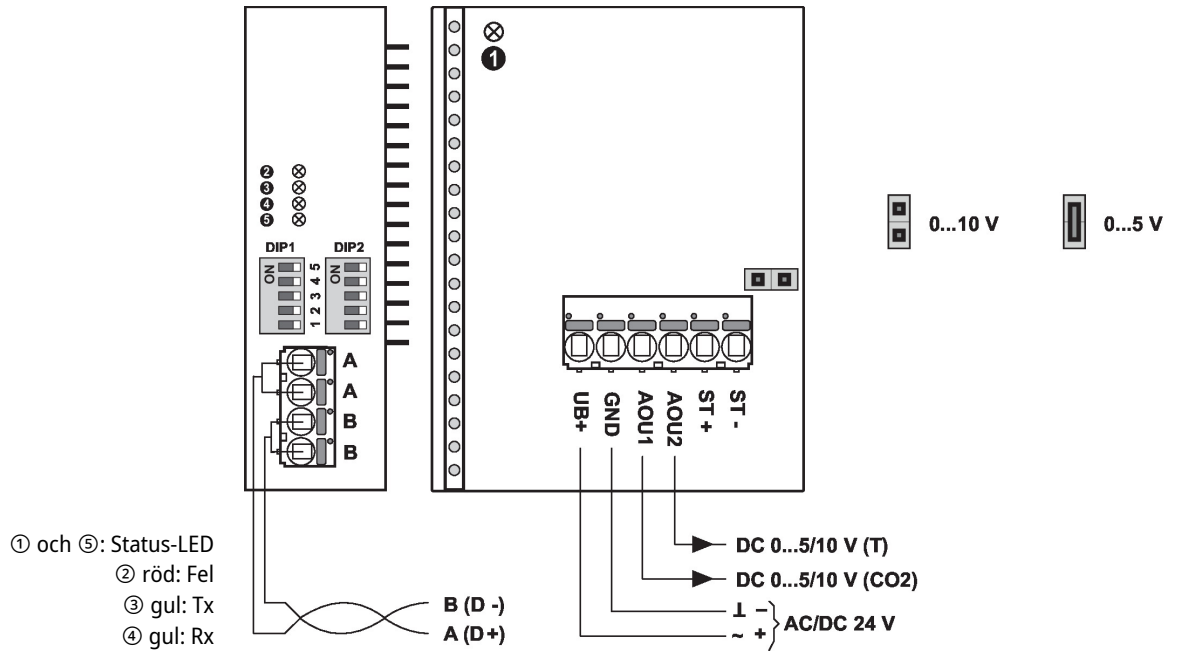 ❶
❷
❸
❹
❺
DIP1
DIP2
ON
ON
1 2 3 4 5
A
A
B
B
UB+
GND
AOU1
AOU2
ST +
ST -
0...10 V
0...5 V
① och ⑤: Status-LED
② röd: Fel
③ gul: Tx
④ gul: Rx
B (D -)
A (D+)
DC 0...5/10 V (T)
DC 0...5/10 V (CO2)
⊥ –
~ +
AC/DC 24 V